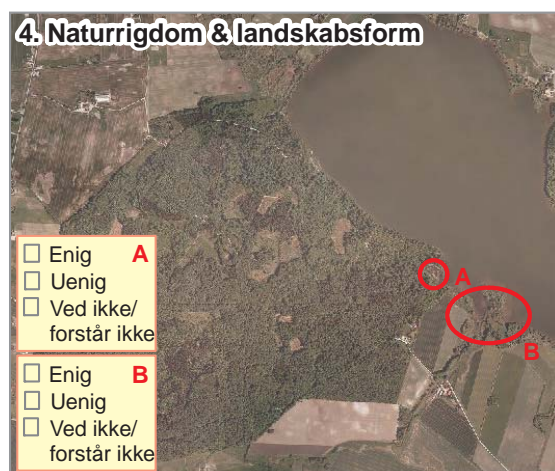 4. Naturrigdom & landskabsform
Enig A
Uenig
Ved ikke/
forstår ikke
Enig B
Uenig
Ved ikke/
forstår ikke
A
B